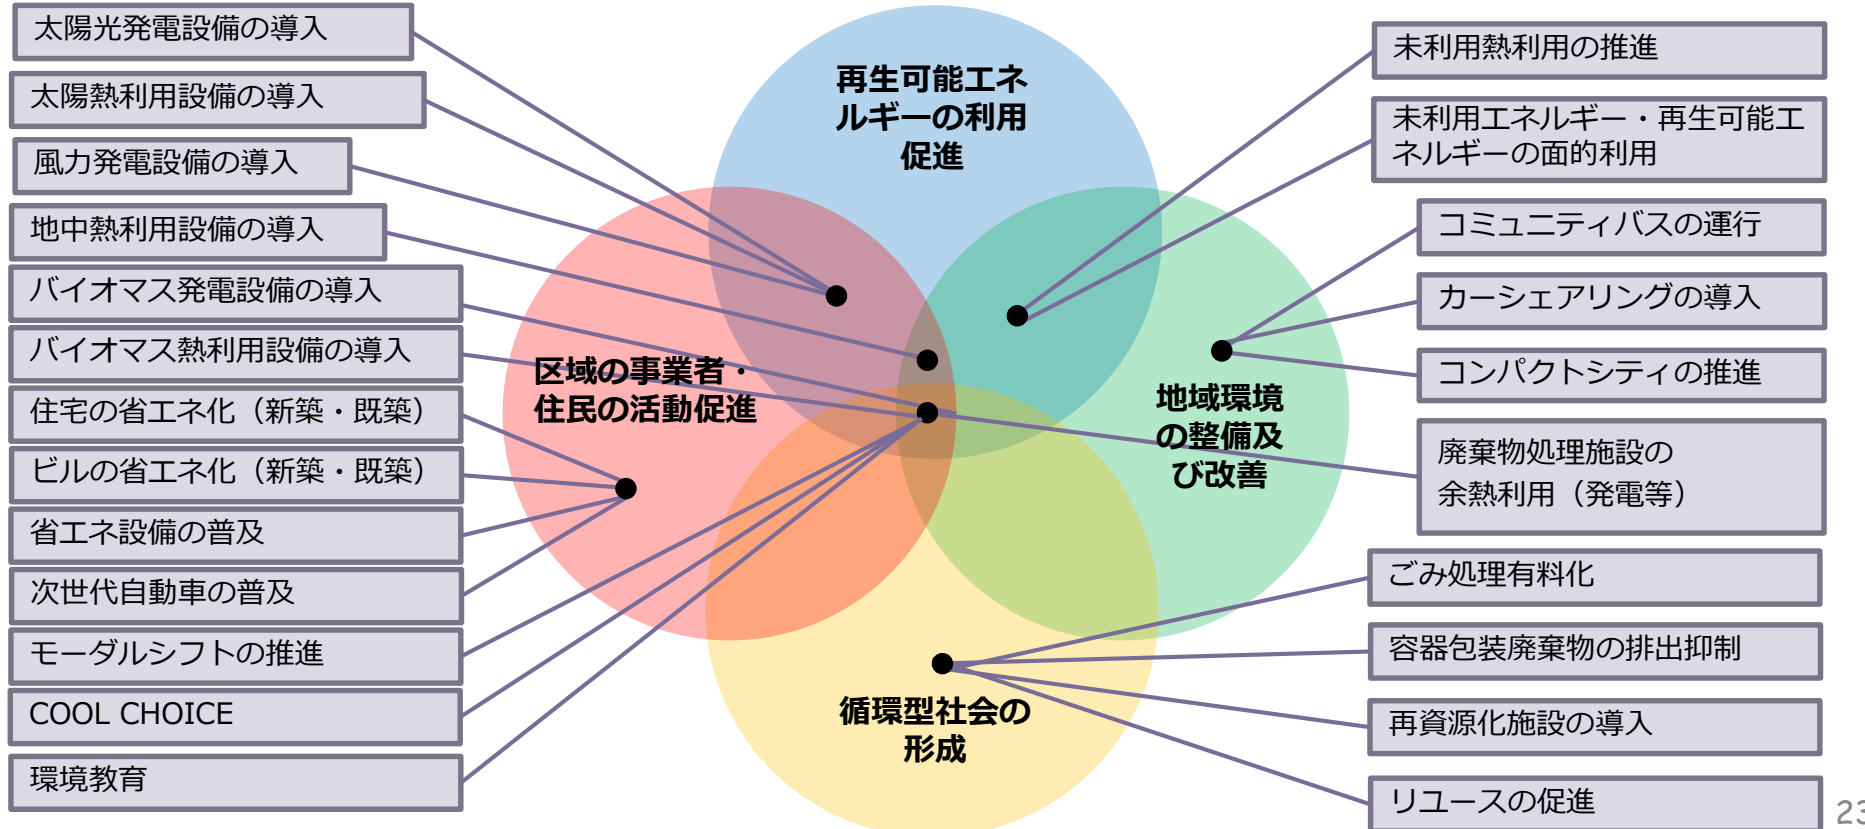 太陽光発電設備の導入
太陽熱利用設備の導入
風力発電設備の導入
地中熱利用設備の導入
バイオマス発電設備の導入
バイオマス熱利用設備の導入
住宅の省エネ化（新築・既築）
ビルの省エネ化（新築・既築）
省エネ設備の普及
次世代自動車の普及
モーダルシフトの推進
COOL CHOICE
環境教育
再生可能エネ
ルギーの利用
促進
区域の事業者・
住民の活動促進
地域環境
の整備及
び改善
循環型社会の
形成
未利用熱利用の推進
未利用エネルギー・再生可能エ
ネルギーの面的利用
コミュニティバスの運行
カーシェアリングの導入
コンパクトシティの推進
廃棄物処理施設の
余熱利用（発電等）
ごみ処理有料化
容器包装廃棄物の排出抑制
再資源化施設の導入
リユースの促進
23